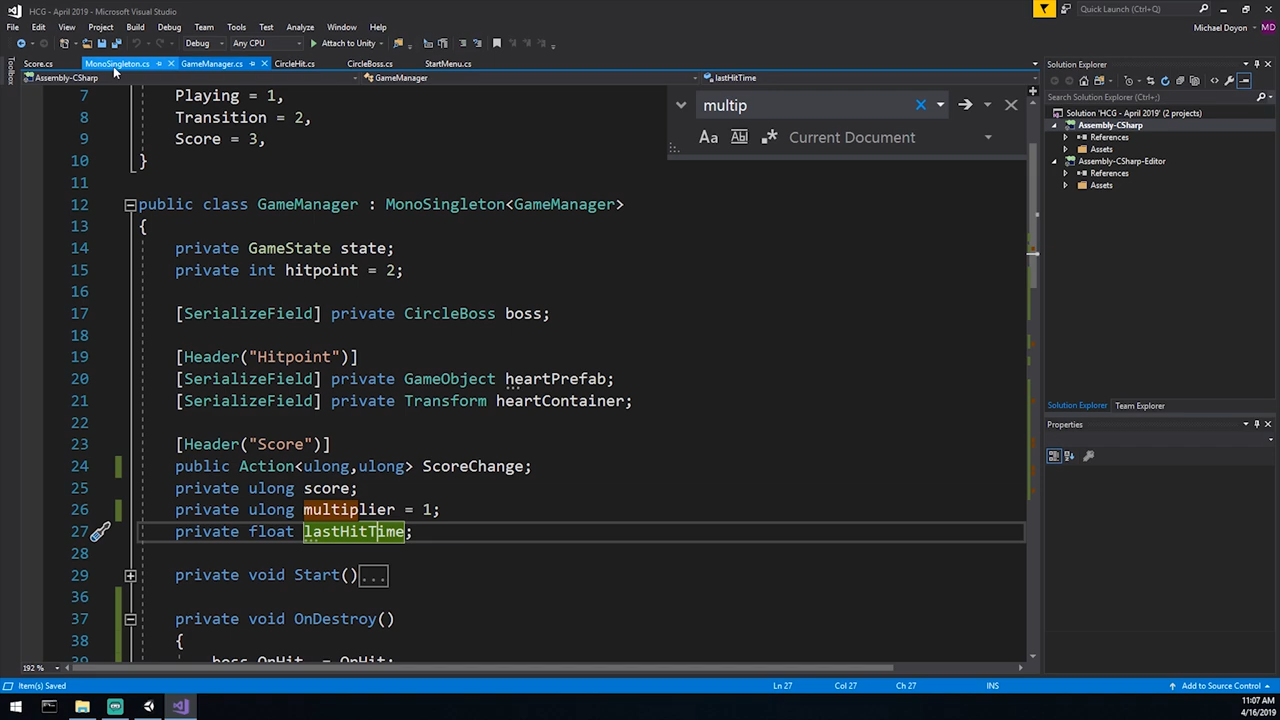 HCG - April 2019 - Microsoft Visual Studio
Quick Launch (Ctrl+Q)
File Edit View Project Build Debug Team Tools Test Analyze Window Help
Michael Doyon
MD
Debug Any CPU Attach to Unity
Score.cs MonoSingleton.cs GameManager.cs CircleHit.cs CircleBoss.cs StartMenu.cs
Assembly-CSharp GameManager lastHitTime
Toolbox
7 Playing = 1,
8 Transition = 2,
9 Score = 3,
10 }
11
12 public class GameManager : MonoSingleton<GameManager>
13 {
14 private GameState state;
15 private int hitpoint = 2;
16
17 [SerializeField] private CircleBoss boss;
18
19 [Header("Hitpoint")]
20 [SerializeField] private GameObject heartPrefab;
21 [SerializeField] private Transform heartContainer;
22
23 [Header("Score")]
24 public Action<ulong,ulong> ScoreChange;
25 private ulong score;
26 private ulong multiplier = 1;
27 private float lastHitTime;
28
29 private void Start()...
36
37 private void OnDestroy()
38 {
39 boss.OnHit -= OnHit;
multip
Aa Ab| .* Current Document
Solution Explorer
Search Solution Explorer (Ctrl+;)
Solution 'HCG - April 2019' (2 projects)
Assembly-CSharp
References
Assets
Assembly-CSharp-Editor
References
Assets
Solution Explorer Team Explorer
Properties
192 %
Item(s) Saved Ln 27 Col 27 Ch 27 INS Add to Source Control
11:07 AM
4/16/2019